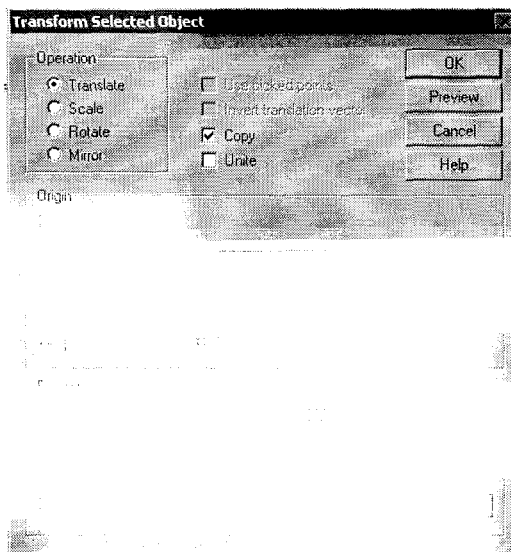 Transform Selected Object
Operation
Translate
Scale
Rotate
Mirror
Use picked points
Invert translation vector
Copy
Unite
OK
Preview
Cancel
Help
Origin